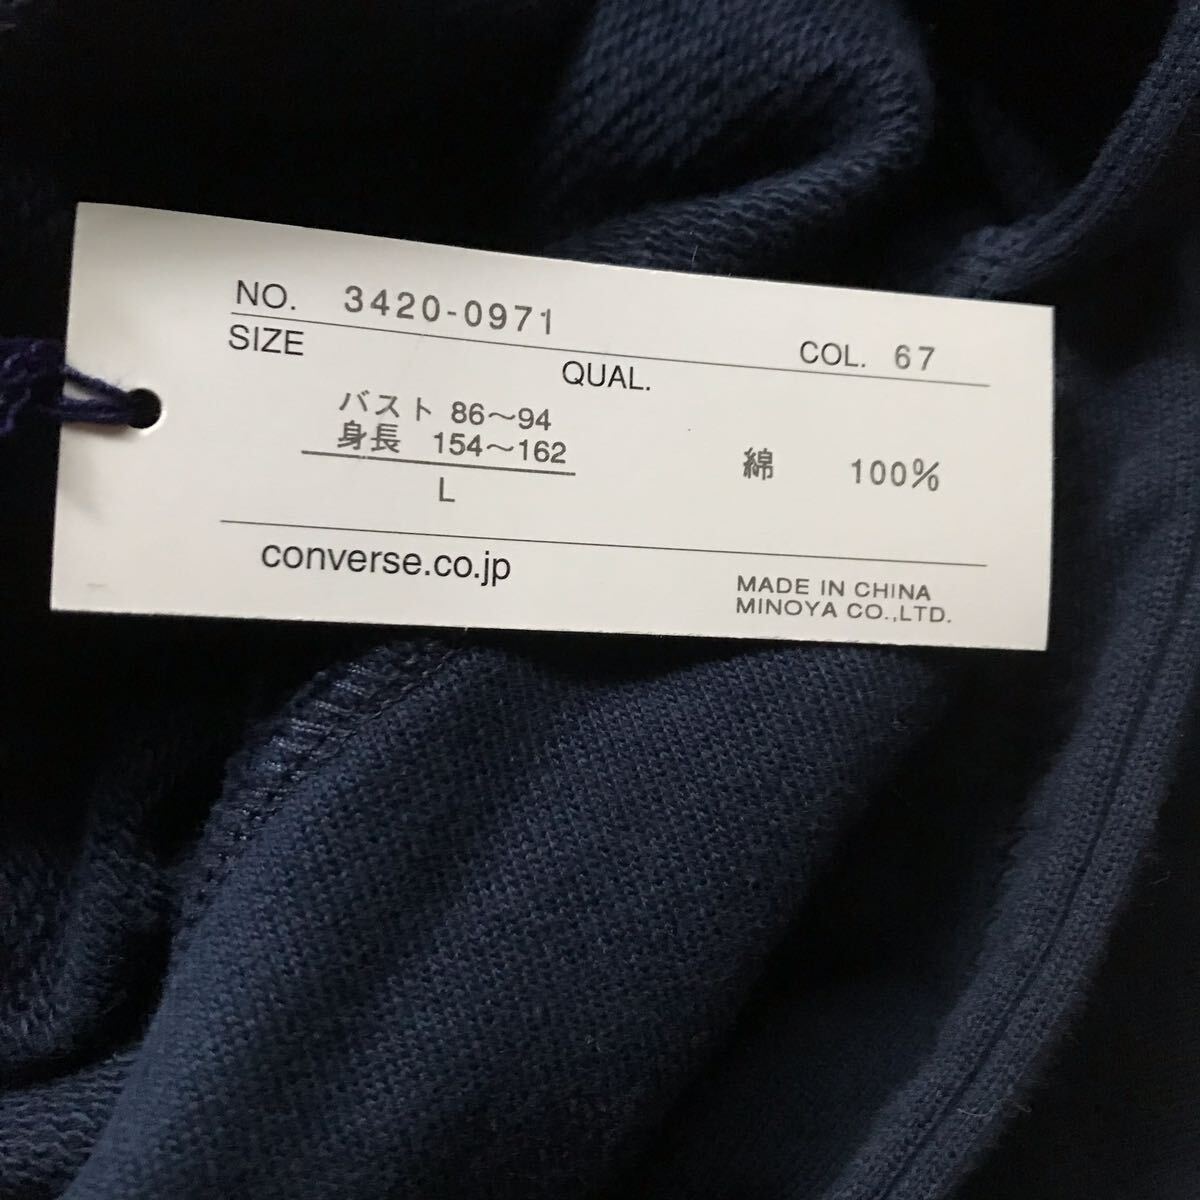 NO. 3420-0971
COL. 67
SIZE
QUAL.
バスト 86～94
身長 154～162
L
綿 100%
converse.co.jp
MADE IN CHINA
MINOYA CO.,LTD.